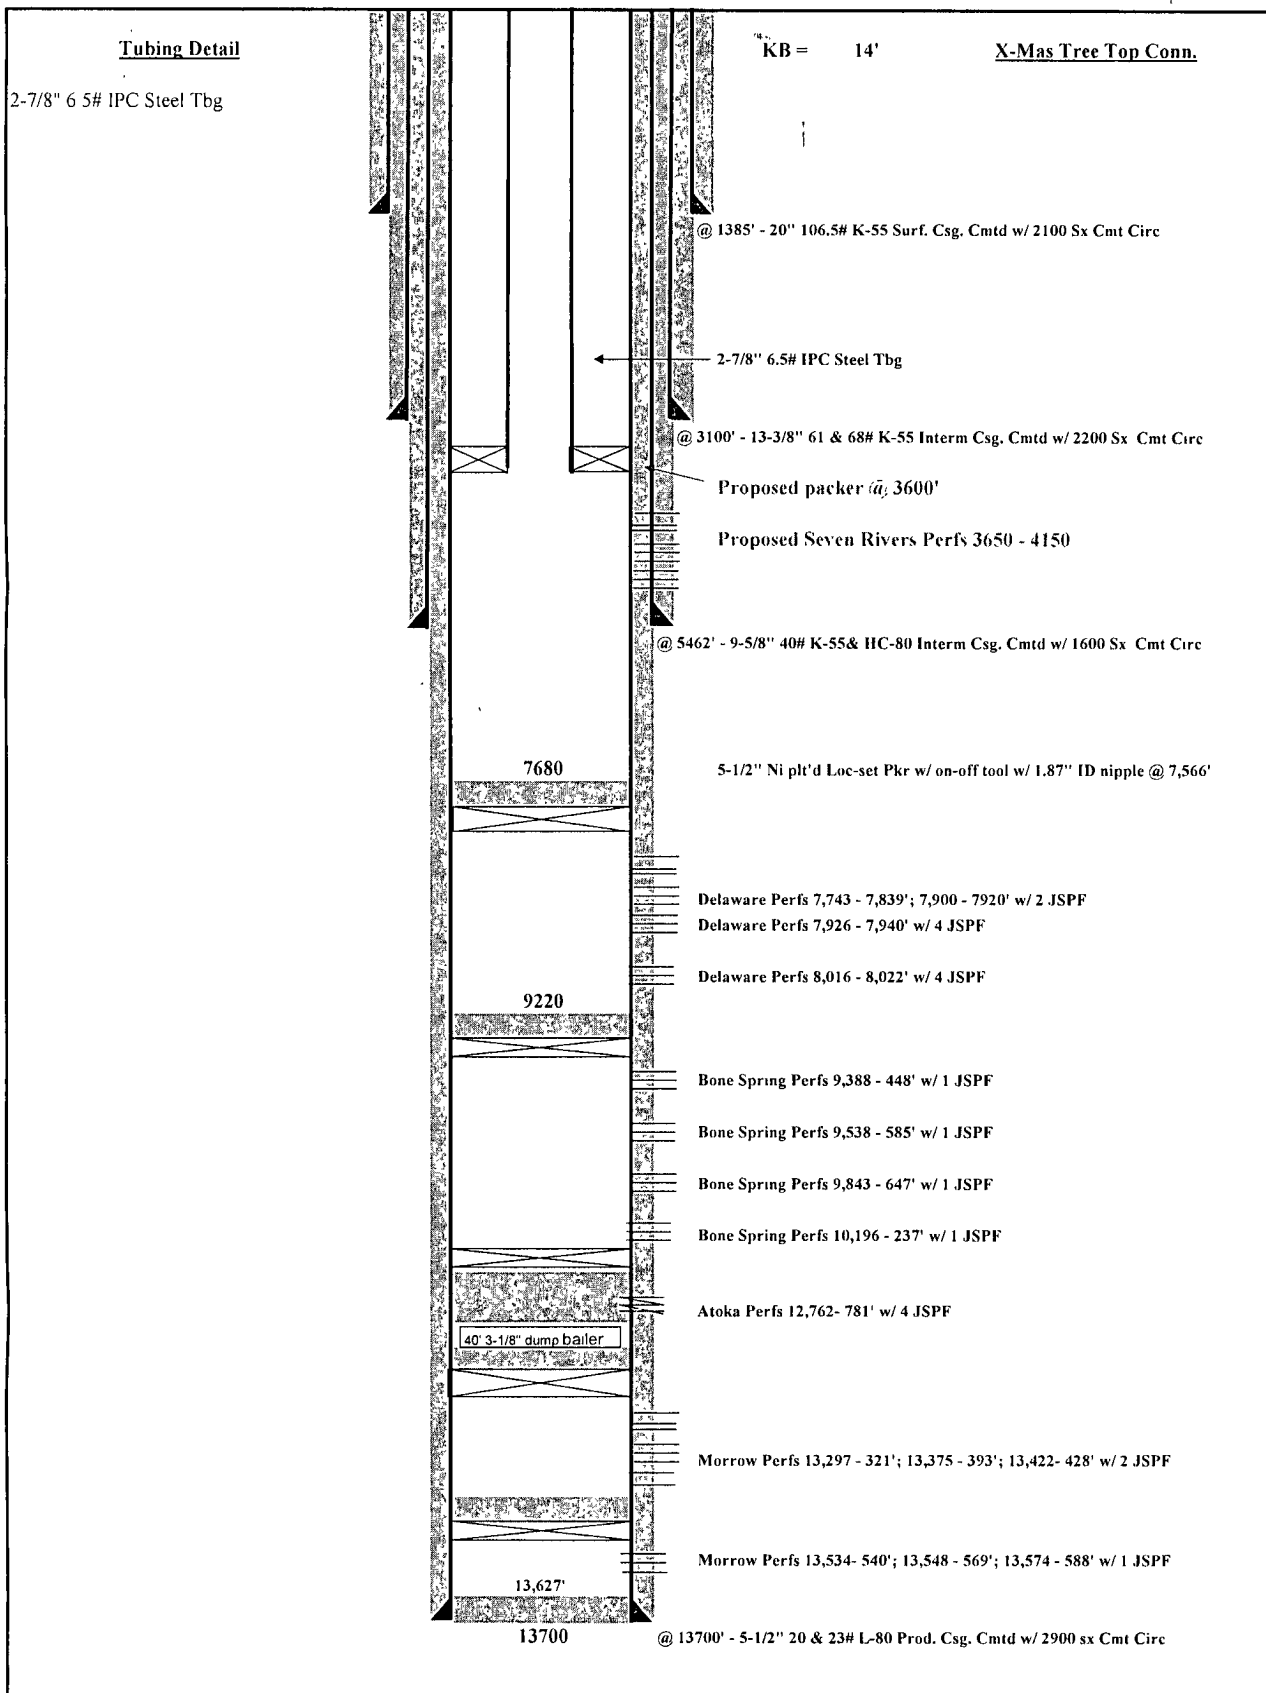 Tubing Detail
KB = 14'
X-Mas Tree Top Conn.
2-7/8" 6 5# IPC Steel Tbg
@ 1385' - 20" 106.5# K-55 Surf. Csg. Cmtd w/ 2100 Sx Cmt Circ
2-7/8" 6.5# IPC Steel Tbg
@ 3100' - 13-3/8" 61 & 68# K-55 Interm Csg. Cmtd w/ 2200 Sx Cmt Circ
Proposed packer @ 3600'
Proposed Seven Rivers Perfs 3650 - 4150
@ 5462' - 9-5/8" 40# K-55& HC-80 Interm Csg. Cmtd w/ 1600 Sx Cmt Circ
7680
5-1/2" Ni plt'd Loc-set Pkr w/ on-off tool w/ 1.87" ID nipple @ 7,566'
Delaware Perfs 7,743 - 7,839'; 7,900 - 7920' w/ 2 JSPF
Delaware Perfs 7,926 - 7,940' w/ 4 JSPF
Delaware Perfs 8,016 - 8,022' w/ 4 JSPF
9220
Bone Spring Perfs 9,388 - 448' w/ 1 JSPF
Bone Spring Perfs 9,538 - 585' w/ 1 JSPF
Bone Spring Perfs 9,843 - 647' w/ 1 JSPF
Bone Spring Perfs 10,196 - 237' w/ 1 JSPF
Atoka Perfs 12,762- 781' w/ 4 JSPF
40' 3-1/8" dump bailer
Morrow Perfs 13,297 - 321'; 13,375 - 393'; 13,422- 428' w/ 2 JSPF
Morrow Perfs 13,534- 540'; 13,548 - 569'; 13,574 - 588' w/ 1 JSPF
13,627'
13700
@ 13700' - 5-1/2" 20 & 23# L-80 Prod. Csg. Cmtd w/ 2900 sx Cmt Circ